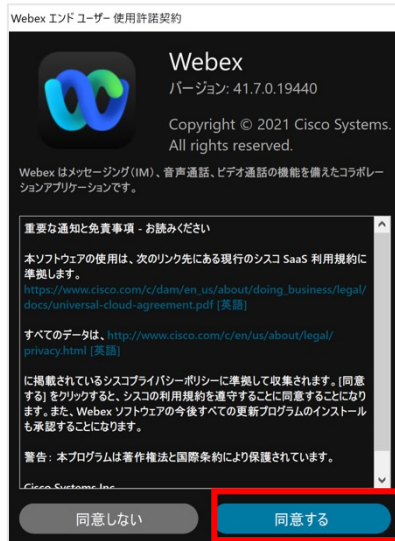 Webex エンド ユーザー 使用許諾契約
Webex
バージョン: 41.7.0.19440
Copyright © 2021 Cisco Systems.
All rights reserved.
Webex はメッセージング(IM)、音声通話、ビデオ通話の機能を備えたコラボレー
ションアプリケーションです。
重要な通知と免責事項 - お読みください
本ソフトウェアの使用は、次のリンク先にある現行のシスコ SaaS 利用規約に
準拠します。
https://www.cisco.com/c/dam/en_us/about/doing_business/legal/
docs/universal-cloud-agreement.pdf [英語]
すべてのデータは、http://www.cisco.com/c/en/us/about/legal/
privacy.html [英語]
に掲載されているシスコプライバシーポリシーに準拠して収集されます。[同意
する] をクリックすると、シスコの利用規約を遵守することに同意することになり
ます。また、Webex ソフトウェアの今後すべての更新プログラムのインストール
も承認することになります。
警告: 本プログラムは著作権法と国際条約により保護されています。
Cisco Systems Inc
同意しない
同意する